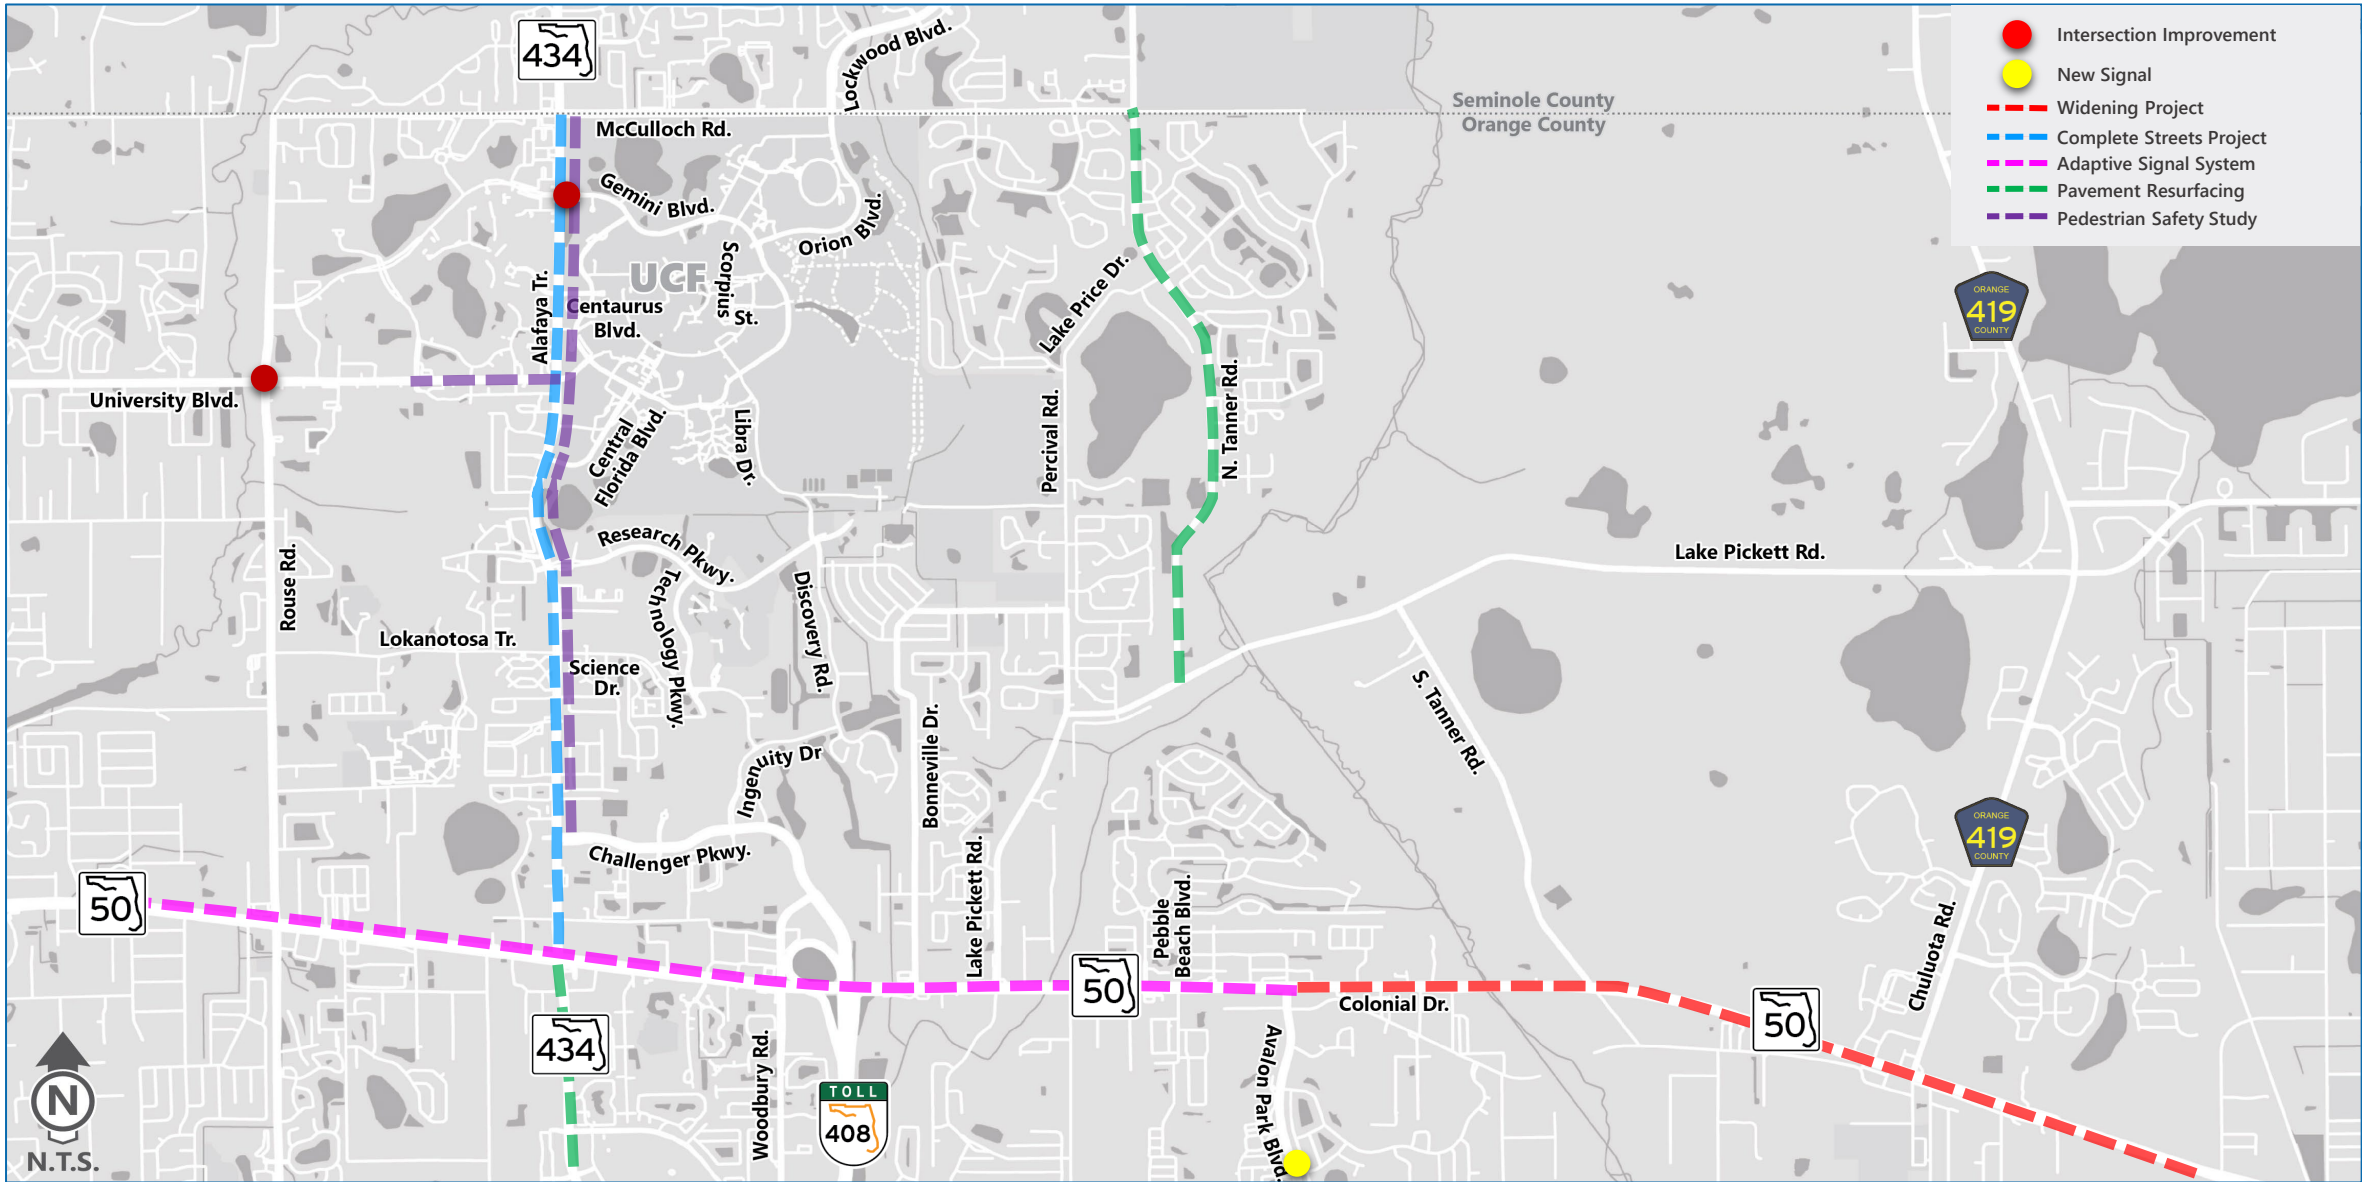 434
Lockwood Blvd.
Intersection Improvement
New Signal
Widening Project
Complete Streets Project
Adaptive Signal System
Pavement Resurfacing
Pedestrian Safety Study
Seminole County
Orange County
McCulloch Rd.
Gemini Blvd.
Orion Blvd.
Scorpius
St.
UCF
Centaurus
Blvd.
Alafaya Tr.
Lake Price Dr.
ORANGE
419
COUNTY
University Blvd.
Central
Florida Blvd.
Libra Dr.
Percival Rd.
N. Tanner Rd.
Rouse Rd.
Research Pkwy.
Technology Pkwy.
Discovery Rd.
Lake Pickett Rd.
Lokanotosa Tr.
Science
Dr.
S. Tanner Rd.
Ingenuity Dr
Bonneville Dr.
Challenger Pkwy.
Lake Pickett Rd.
ORANGE
419
COUNTY
50
Pebble
Beach Blvd.
Chuluota Rd.
50
Colonial Dr.
50
434
Woodbury Rd.
TOLL
408
Avalon Park Blvd.
N
N.T.S.